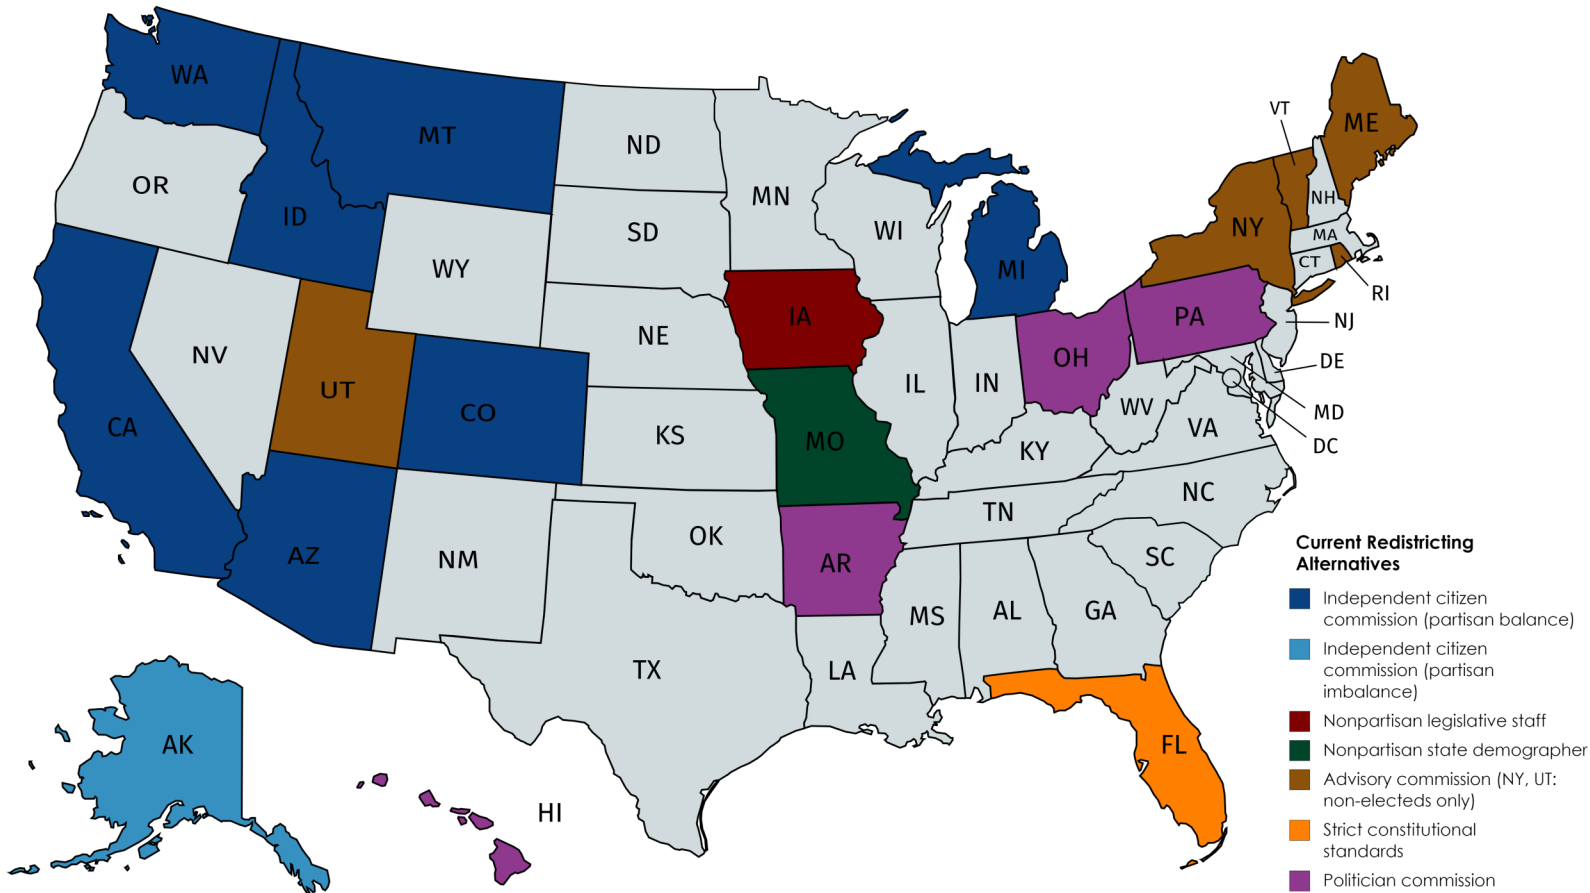 WA
MT
ND
MN
VT
ME
OR
ID
SD
WI
NH
NY
MA
WY
MI
CT
RI
IA
PA
NJ
NE
NV
OH
DE
UT
IL
IN
CO
WV
MD
CA
KS
MO
KY
VA
DC
NC
TN
OK
AZ
NM
AR
SC
MS
AL
GA
TX
LA
AK
FL
HI
Current Redistricting
Alternatives
Independent citizen
commission (partisan balance)
Independent citizen
commission (partisan
imbalance)
Nonpartisan legislative staff
Nonpartisan state demographer
Advisory commission (NY, UT:
non-electeds only)
Strict constitutional
standards
Politician commission